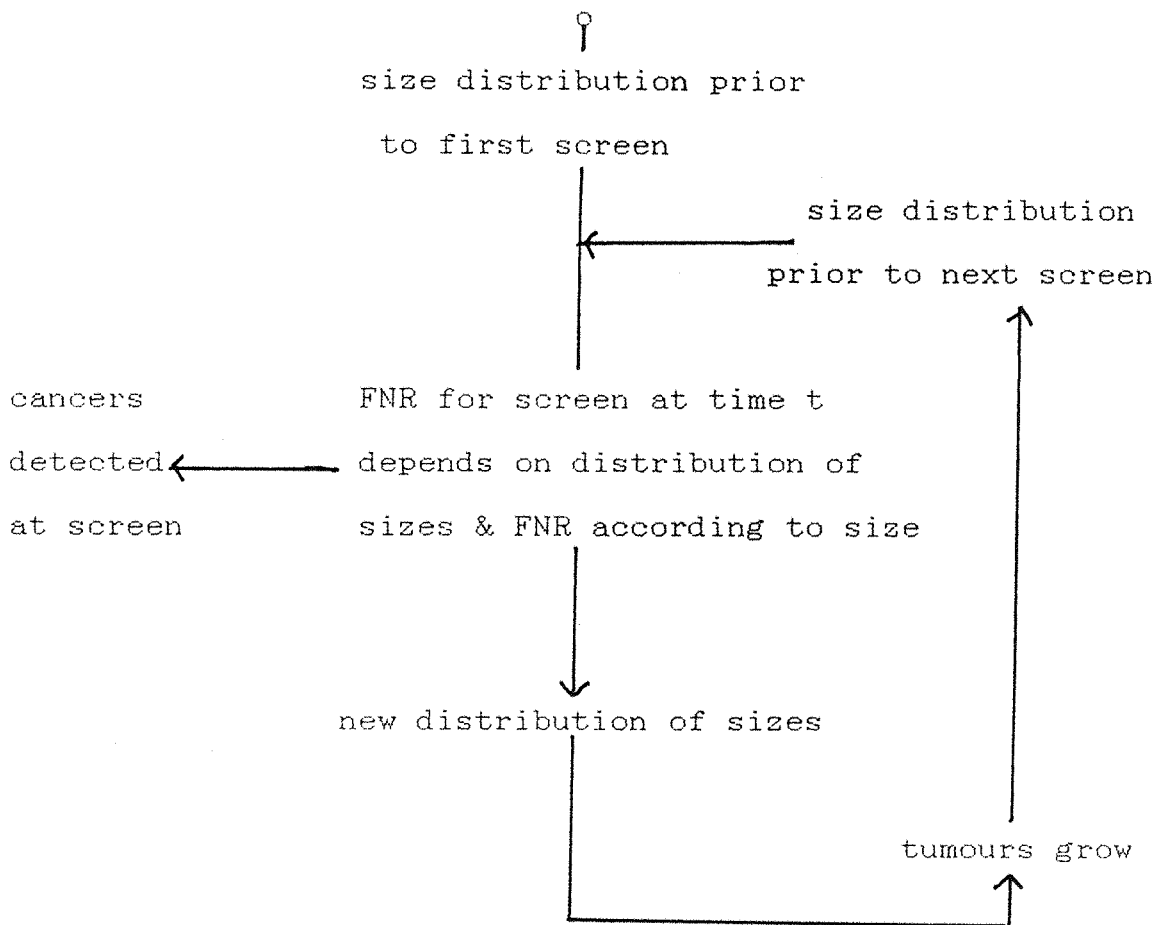 size distribution prior
to first screen
size distribution
prior to next screen
cancers
detected
at screen
FNR for screen at time t
depends on distribution of
sizes & FNR according to size
new distribution of sizes
tumours grow